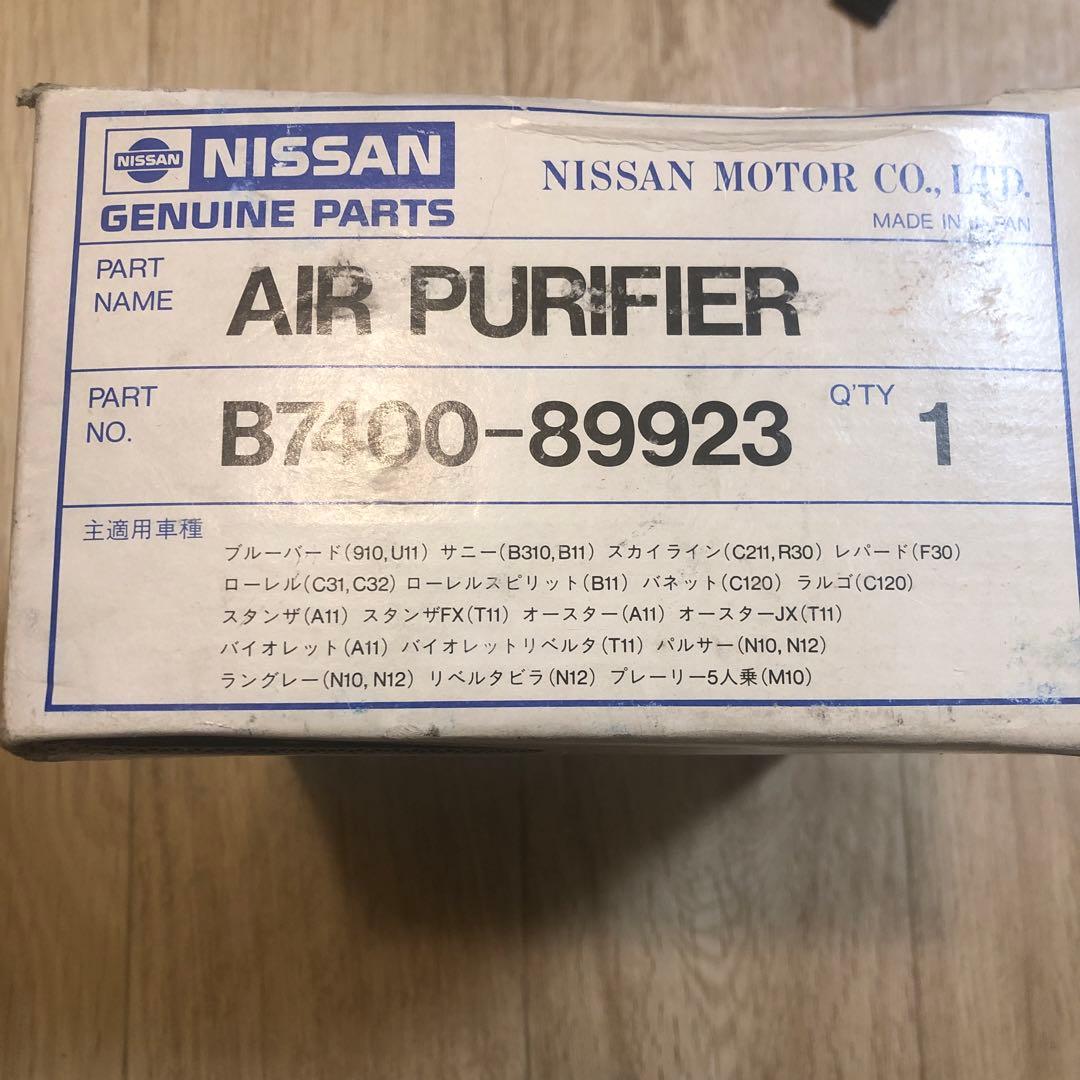 NISSAN NISSAN
GENUINE PARTS
NISSAN MOTOR CO., LTD.
MADE IN JAPAN
PART NAME
AIR PURIFIER
PART NO.
B7400-89923
Q'TY 1
主適用車種
ブルーバード(910, U11) サニー(B310, B11) スカイライン(C211, R30) レパード(F30)
ローレル(C31, C32) ローレルスピリット(B11) バネット(C120) ラルゴ(C120)
スタンザ(A11) スタンザFX(T11) オースター(A11) オースターJX(T11)
バイオレット(A11) バイオレットリベルタ(T11) パルサー(N10, N12)
ラングレー(N10, N12) リベルタビラ(N12) プレーリー5人乗(M10)